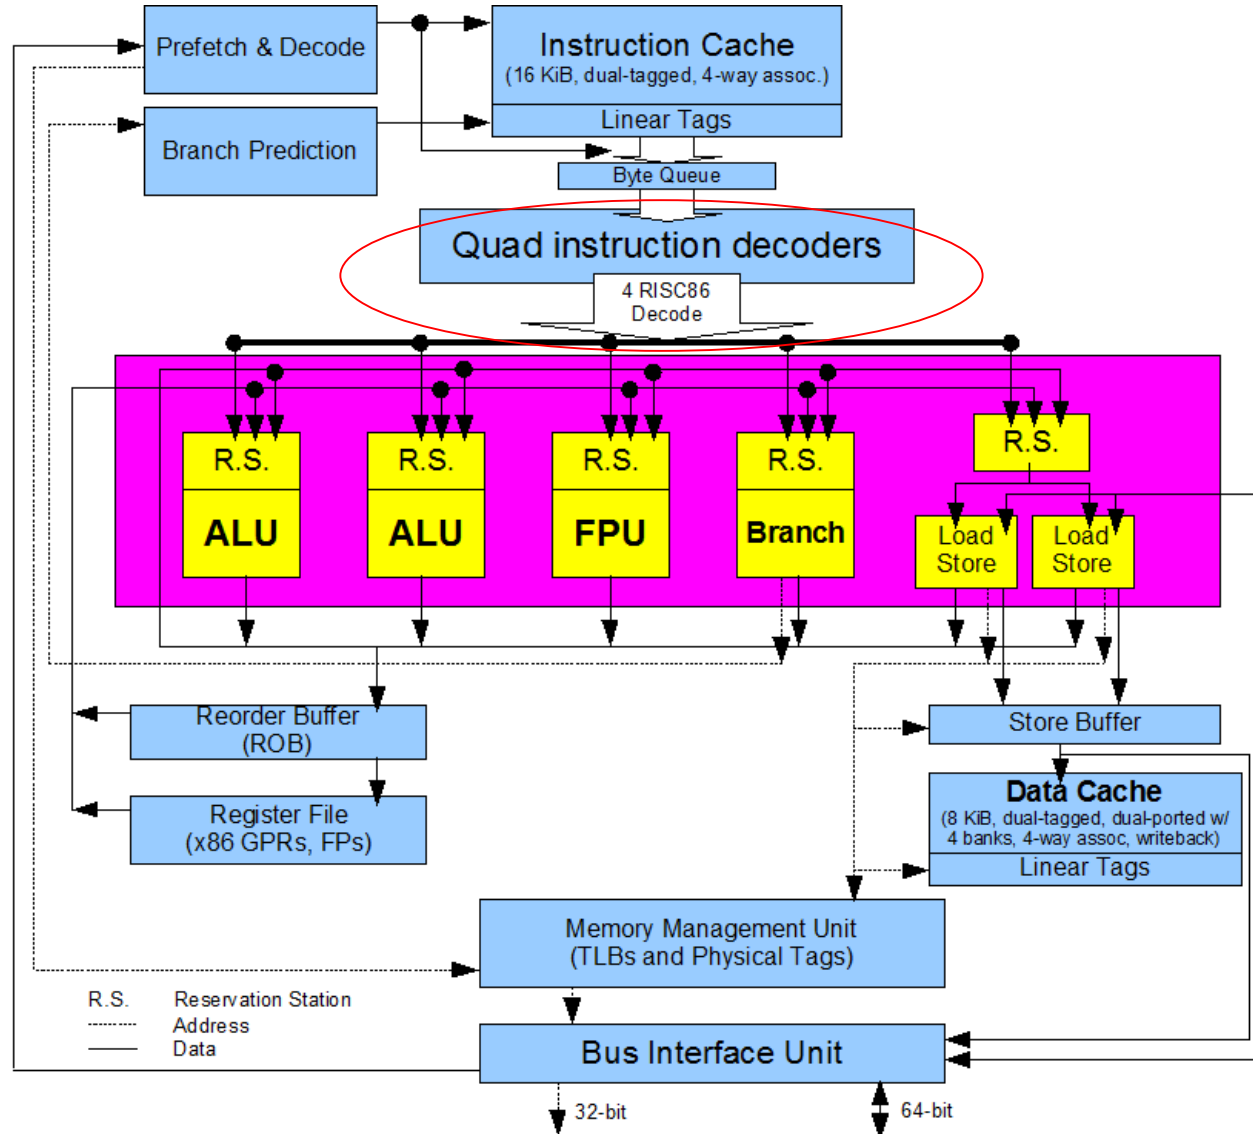 Prefetch & Decode
Instruction Cache
(16 KiB, dual-tagged, 4-way assoc.)
Linear Tags
Branch Prediction
Byte Queue
Quad instruction decoders
4 RISC86
Decode
R.S.
ALU
R.S.
ALU
R.S.
FPU
R.S.
Branch
R.S.
Load
Store
Load
Store
Reorder Buffer
(ROB)
Store Buffer
Register File
(x86 GPRs, FPs)
Data Cache
(8 KiB, dual-tagged, dual-ported w/
4 banks, 4-way assoc, writeback)
Linear Tags
Memory Management Unit
(TLBs and Physical Tags)
R.S. Reservation Station
Address
Data
Bus Interface Unit
32-bit
64-bit